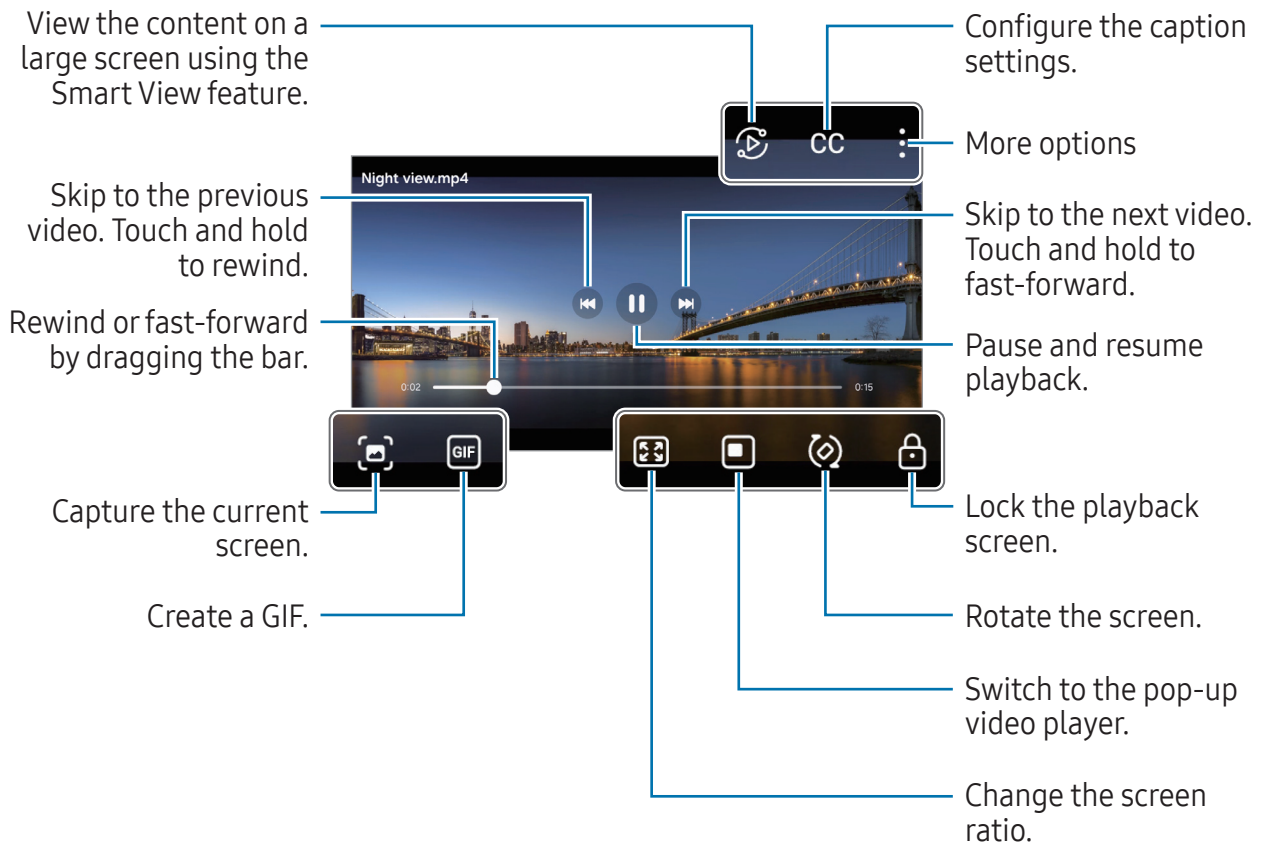 View the content on a
large screen using the
Smart View feature.
Configure the caption
settings.
CC
More options
Night view.mp4
Skip to the previous
video. Touch and hold
to rewind.
Skip to the next video.
Touch and hold to
fast-forward.
Rewind or fast-forward
by dragging the bar.
Pause and resume
playback.
0:02
0:15
GIF
Capture the current
screen.
Lock the playback
screen.
Create a GIF.
Rotate the screen.
Switch to the pop-up
video player.
Change the screen
ratio.